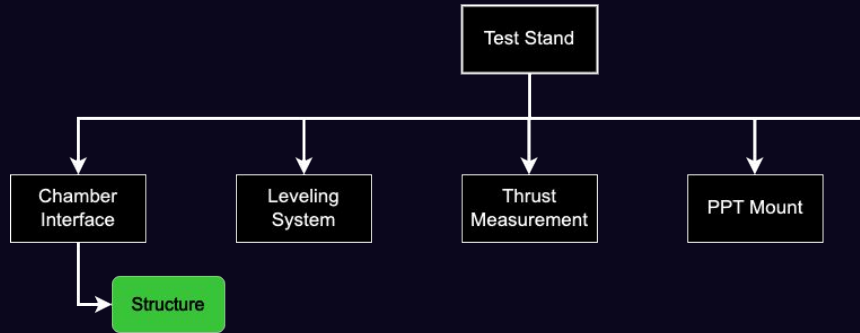 Test Stand
Chamber
Interface
Leveling
System
Thrust
Measurement
PPT Mount
Structure